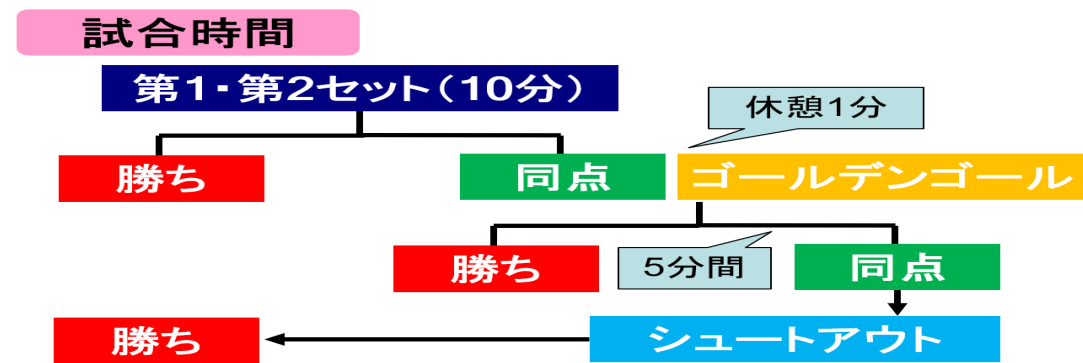 試合時間
第1・第2セット（10分）
休憩1分
勝ち
同点
ゴールデンゴール
勝ち
5分間
同点
勝ち
シュートアウト